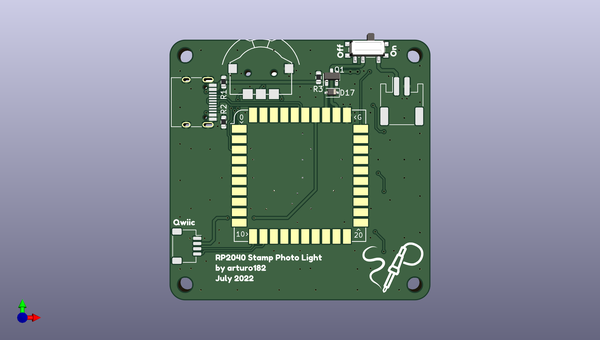 Off
On
Q1
R1
R3
D17
R2
0
<G
Qwiic
10>
20
RP2040 Stamp Photo Light
by arturo182
July 2022